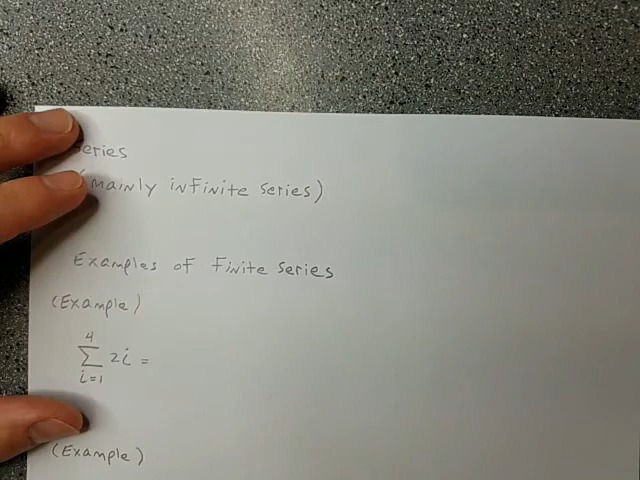 eries
(mainly infinite series)
Examples of finite series
(Example)
4
∑ 2i =
i=1
(Example)